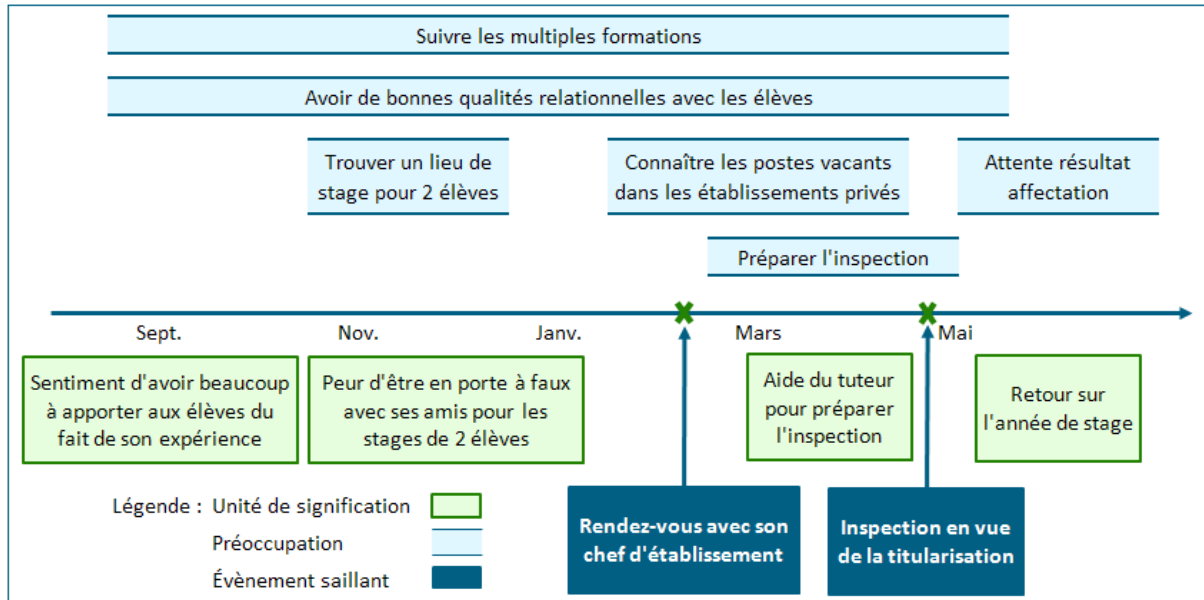 Suivre les multiples formations
Avoir de bonnes qualités relationnelles avec les élèves
Trouver un lieu de
stage pour 2 élèves
Connaître les postes vacants
dans les établissements privés
Attente résultat
affectation
Préparer l'inspection
Sept.
Nov.
Janv.
Mars
Mai
Sentiment d'avoir beaucoup
à apporter aux élèves du
fait de son expérience
Peur d'être en porte à faux
avec ses amis pour les
stages de 2 élèves
Aide du tuteur
pour préparer
l'inspection
Retour sur
l'année de stage
Rendez-vous avec son
chef d'établissement
Inspection en vue
de la titularisation
Légende : Unité de signification
Préoccupation
Évènement saillant